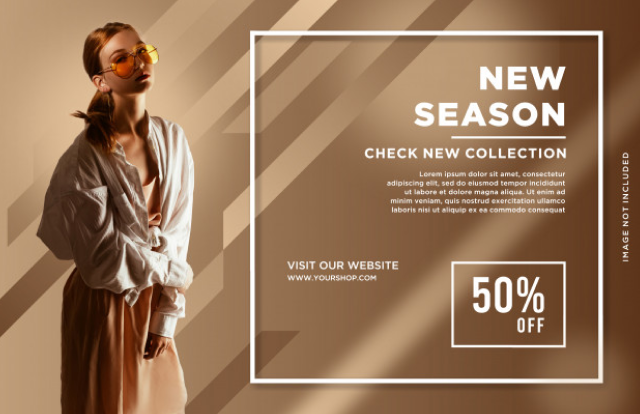 NEW
SEASON
CHECK NEW COLLECTION
Lorem ipsum dolor sit amet, consectetur
adipiscing elit, sed do eiusmod tempor incididunt
ut labore et dolore magna aliqua. Ut enim ad
minim veniam, quis nostrud exercitation ullamco
laboris nisi ut aliquip ex ea commodo consequat
VISIT OUR WEBSITE
WWW.YOURSHOP.COM
50%
OFF
IMAGE NOT INCLUDED